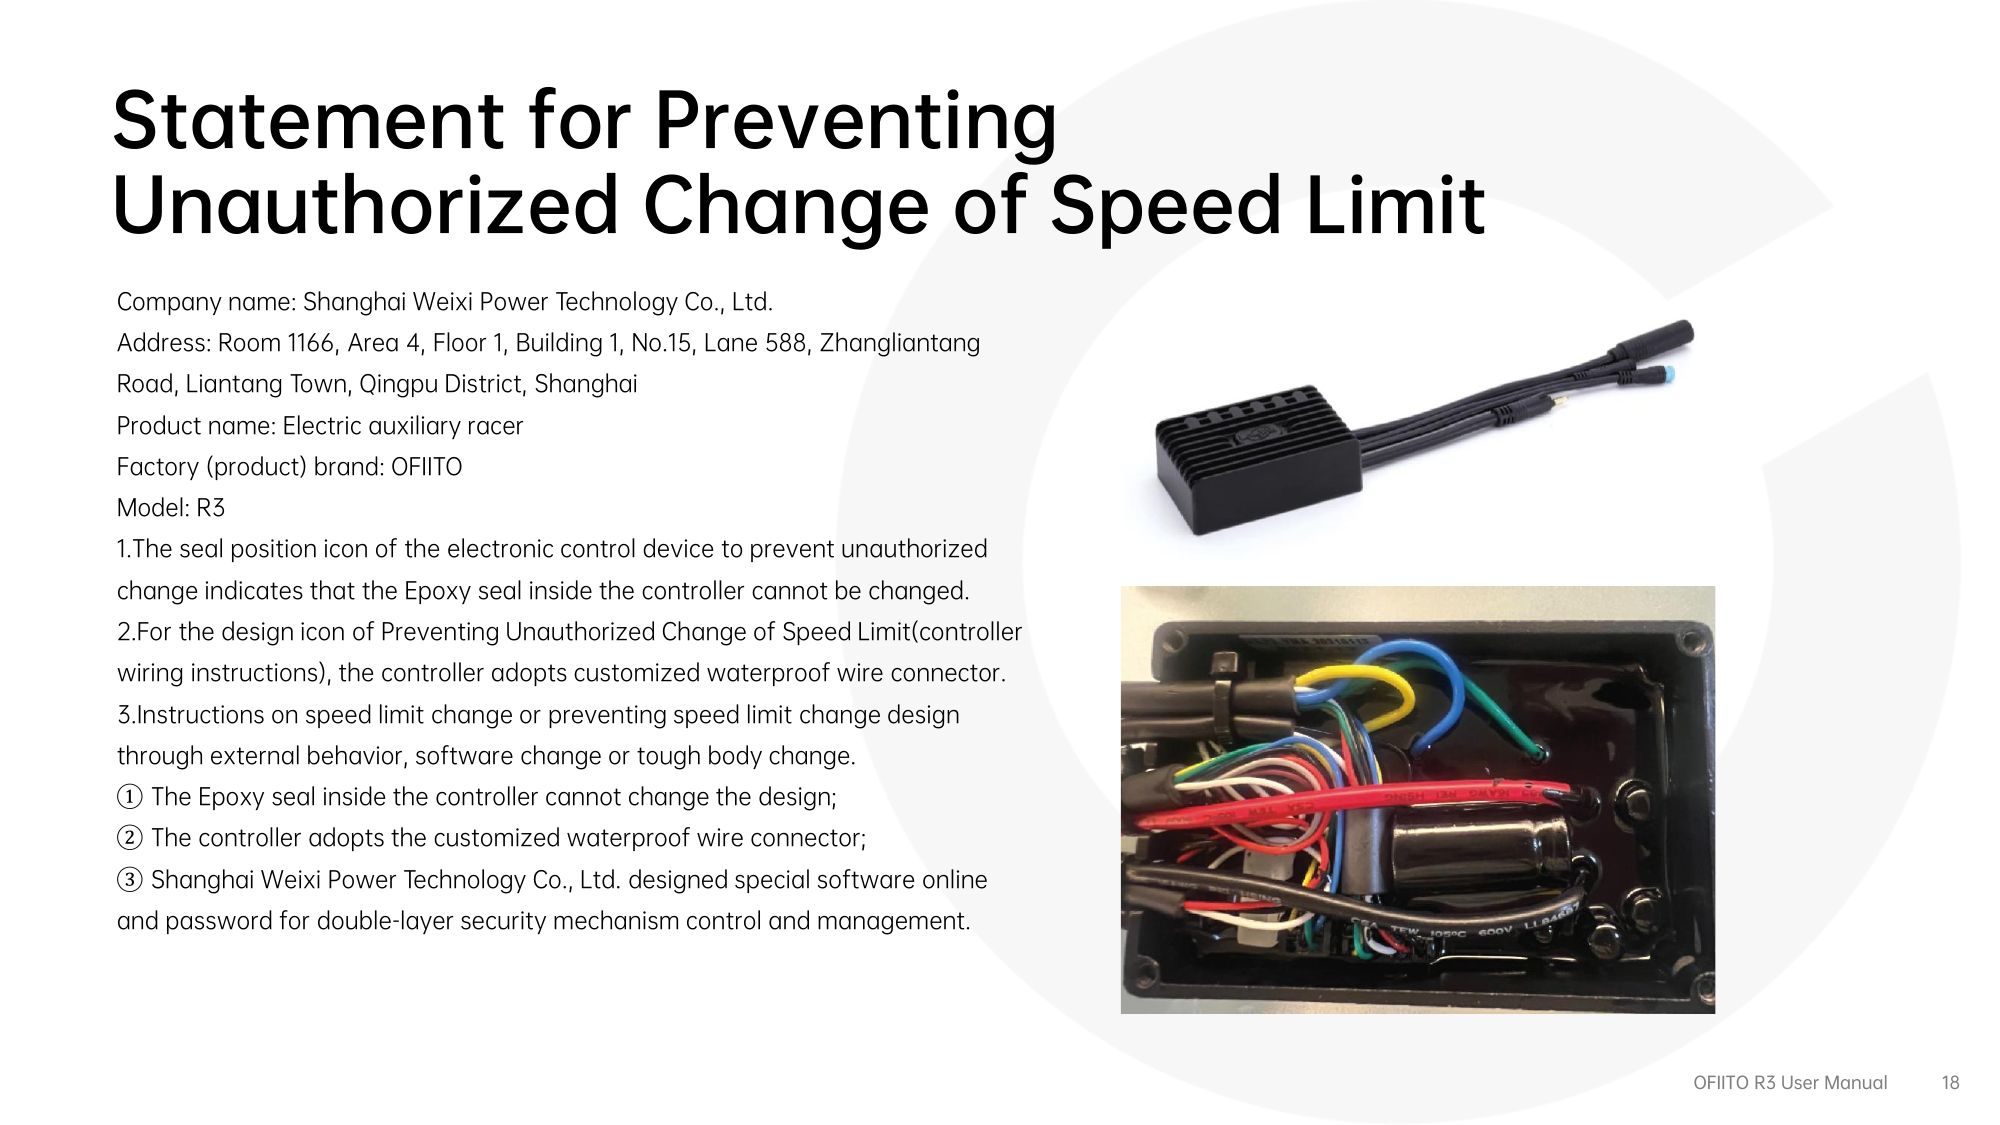 Statement for Preventing
Unauthorized Change of Speed Limit
Company name: Shanghai Weixi Power Technology Co., Ltd.
Address: Room 1166, Area 4, Floor 1, Building 1, No.15, Lane 588, Zhangliantang
Road, Liantang Town, Qingpu District, Shanghai
Product name: Electric auxiliary racer
Factory (product) brand: OFIITO
Model: R3
1.The seal position icon of the electronic control device to prevent unauthorized
change indicates that the Epoxy seal inside the controller cannot be changed.
2.For the design icon of Preventing Unauthorized Change of Speed Limit(controller
wiring instructions), the controller adopts customized waterproof wire connector.
3.Instructions on speed limit change or preventing speed limit change design
through external behavior, software change or tough body change.
① The Epoxy seal inside the controller cannot change the design;
② The controller adopts the customized waterproof wire connector;
③ Shanghai Weixi Power Technology Co., Ltd. designed special software online
and password for double-layer security mechanism control and management.
TEW 105ºC 600V
OFIITO R3 User Manual 18